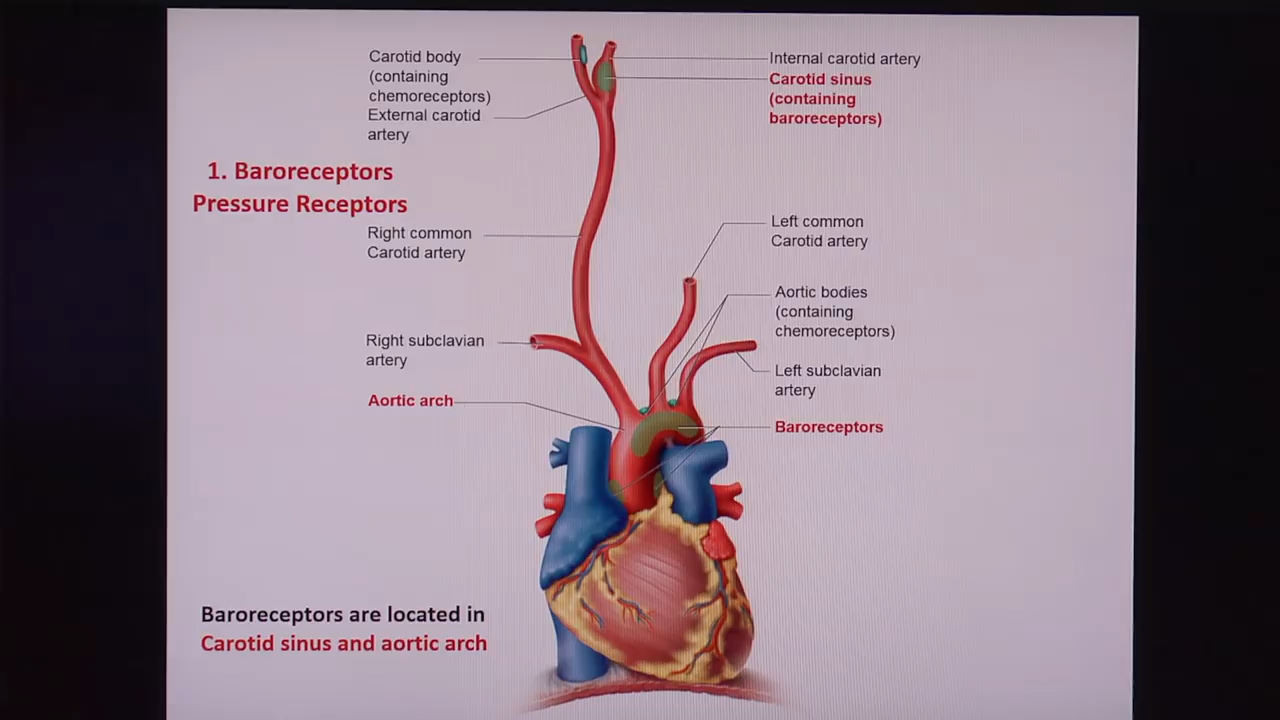 Carotid body
(containing
chemoreceptors)
External carotid
artery
Internal carotid artery
Carotid sinus
(containing
baroreceptors)
1. Baroreceptors
Pressure Receptors
Right common
Carotid artery
Left common
Carotid artery
Aortic bodies
(containing
chemoreceptors)
Right subclavian
artery
Left subclavian
artery
Aortic arch
Baroreceptors
Baroreceptors are located in
Carotid sinus and aortic arch